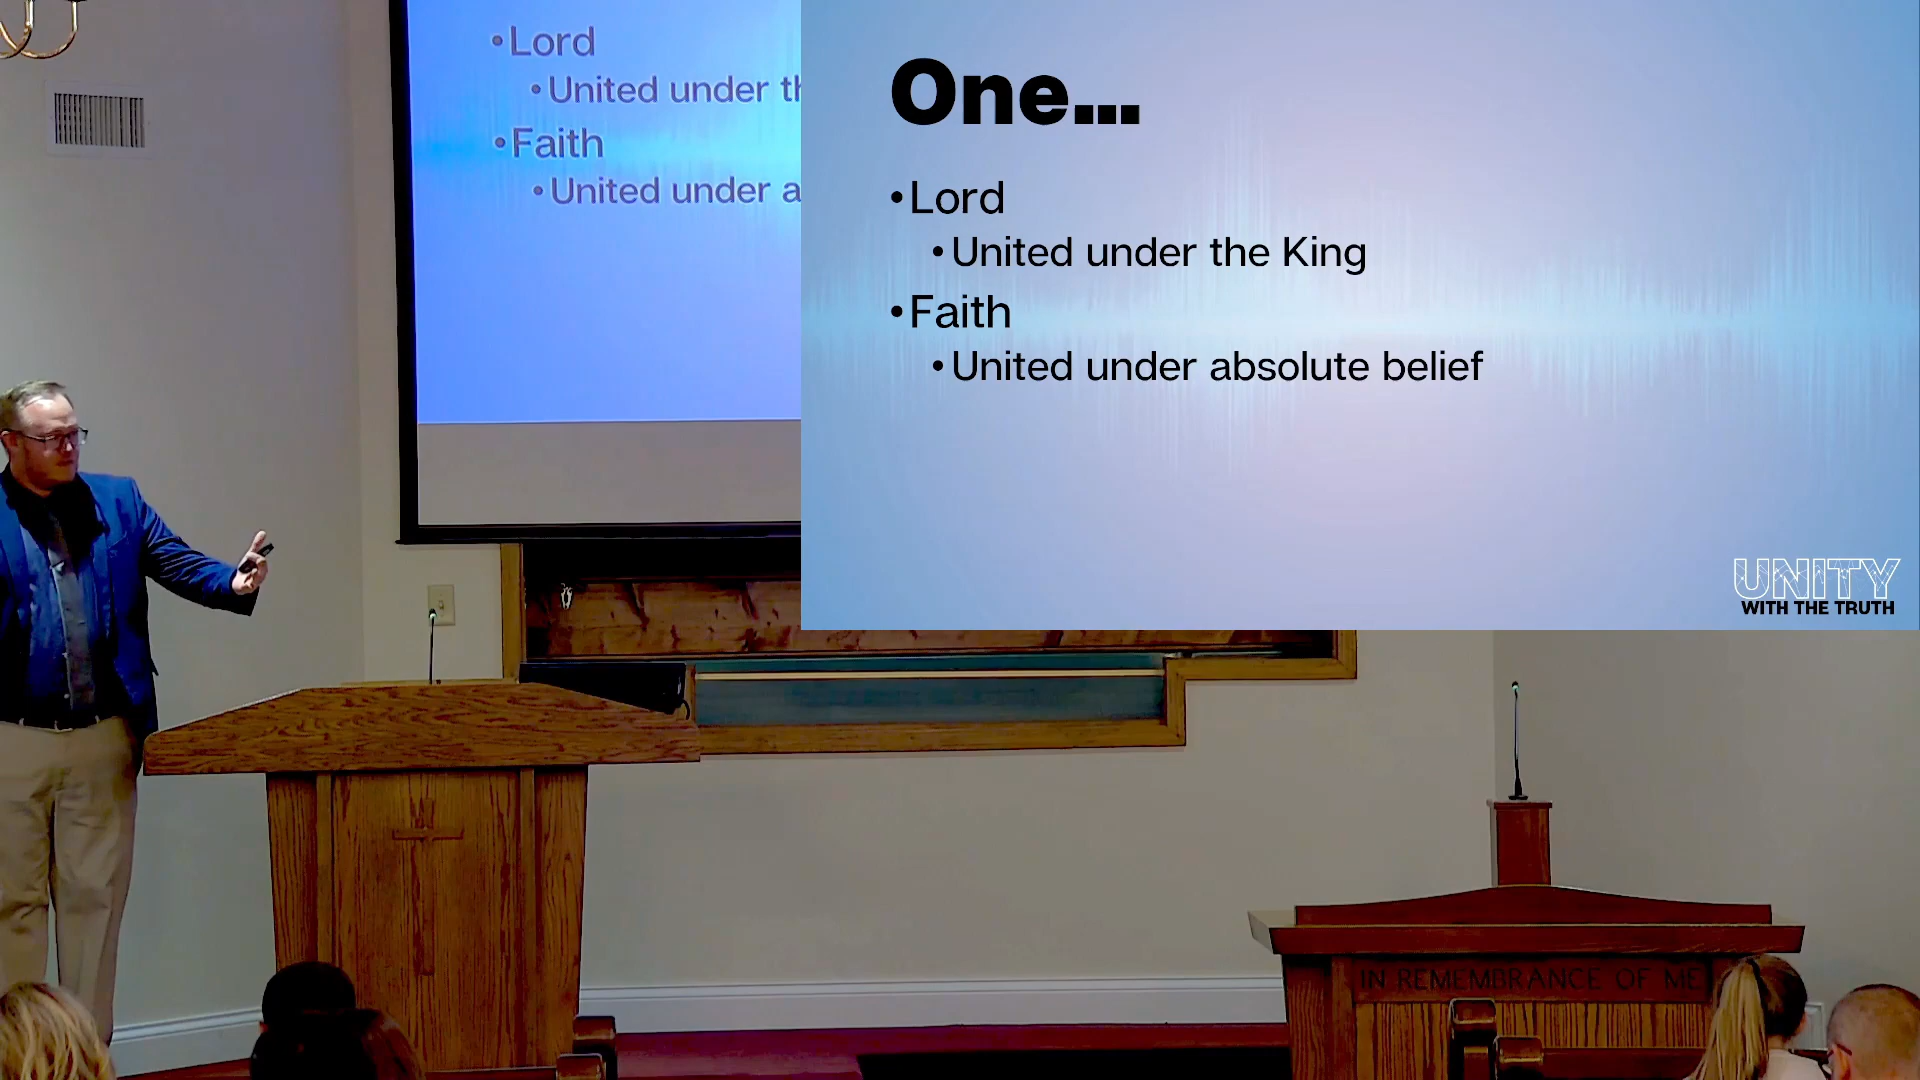 •Lord
•United under th
•Faith
•United under a
One...
•Lord
•United under the King
•Faith
•United under absolute belief
UNITY
WITH THE TRUTH
IN REMEMBRANCE OF ME